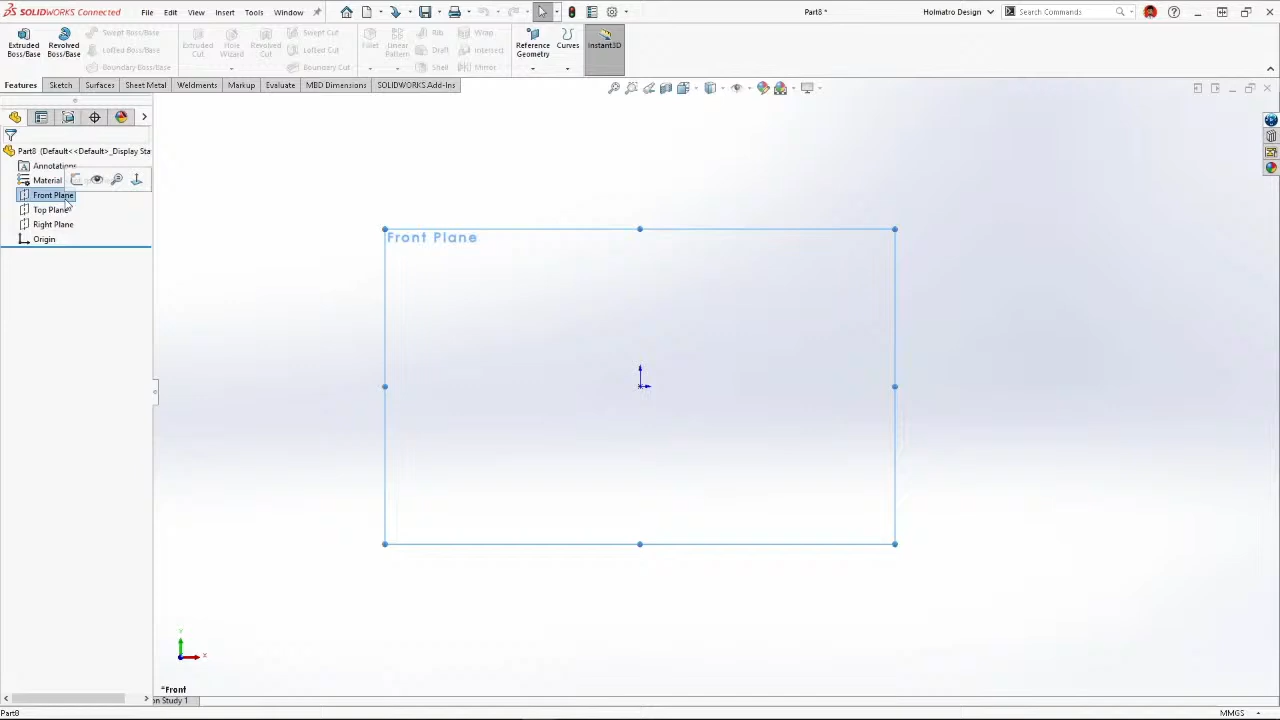 SOLIDWORKS Connected File Edit View Insert Tools Window Part8 * Holmatro Design Search Commands
Extruded Boss/Base Revolved Boss/Base Swept Boss/Base Lofted Boss/Base Boundary Boss/Base Extruded Cut Hole Wizard Revolved Cut Swept Cut Lofted Cut Boundary Cut Fillet Linear Pattern Rib Draft Shell Wrap Intersect Mirror Reference Geometry Curves Instant3D
Features Sketch Surfaces Sheet Metal Weldments Markup Evaluate MBD Dimensions SOLIDWORKS Add-Ins
Part8 (Default<<Default>_Display Sta
Annotations
Material
Front Plane
Top Plane
Right Plane
Origin
Front Plane
Y
X
*Front
on Study 1
Part8 MMGS